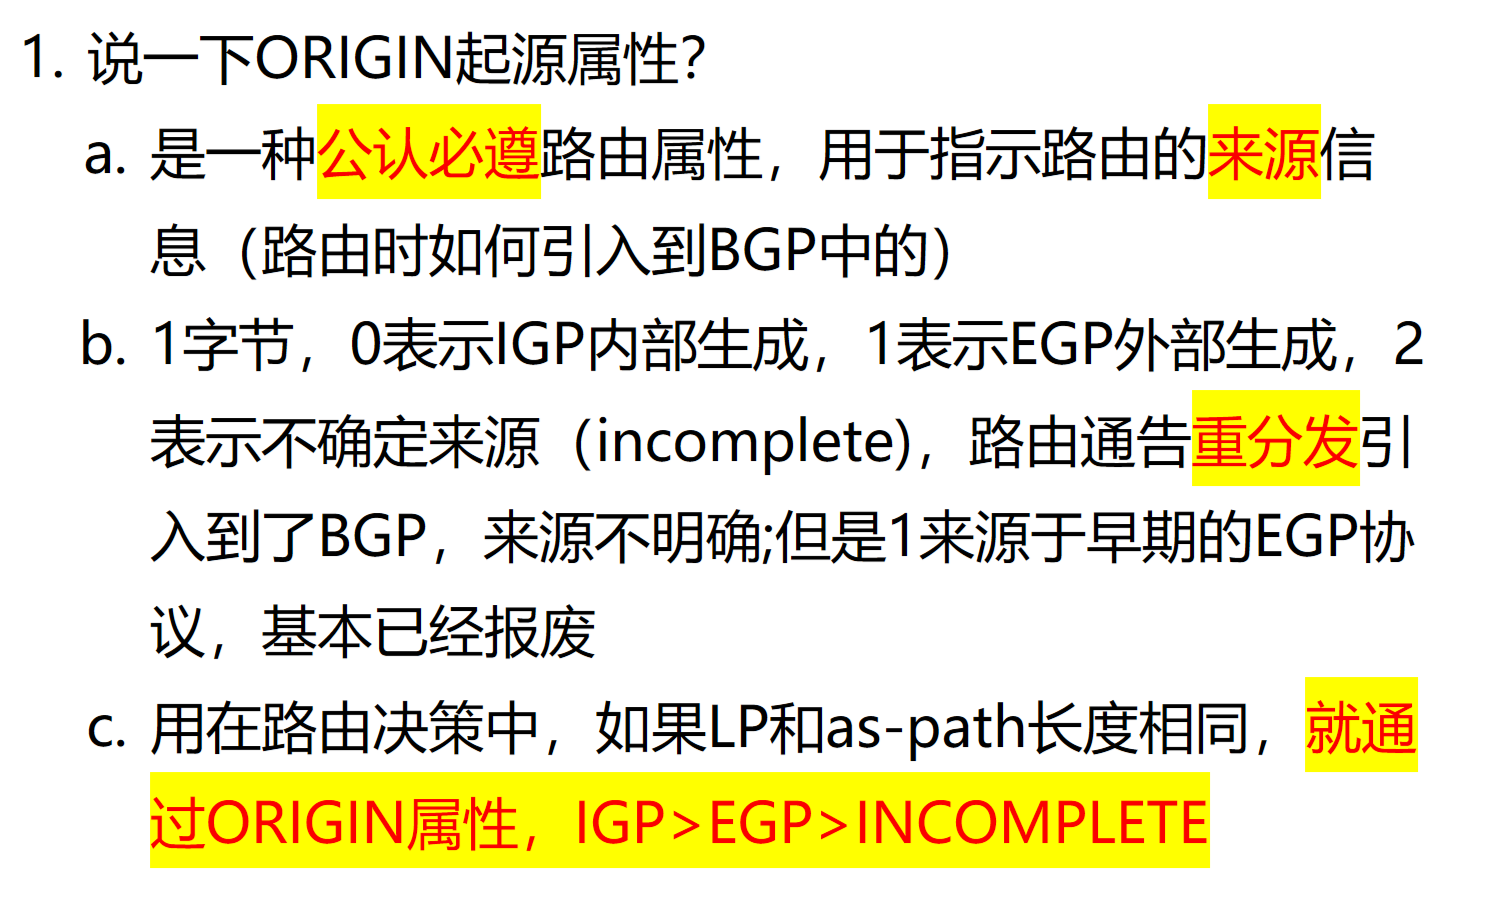 1. 说一下ORIGIN起源属性？
a. 是一种公认必遵路由属性，用于指示路由的来源信
息（路由时如何引入到BGP中的）
b. 1字节，0表示IGP内部生成，1表示EGP外部生成，2
表示不确定来源（incomplete)，路由通告重分发引
入到了BGP，来源不明确;但是1来源于早期的EGP协
议，基本已经报废
c. 用在路由决策中，如果LP和as-path长度相同，就通
过ORIGIN属性，IGP>EGP>INCOMPLETE